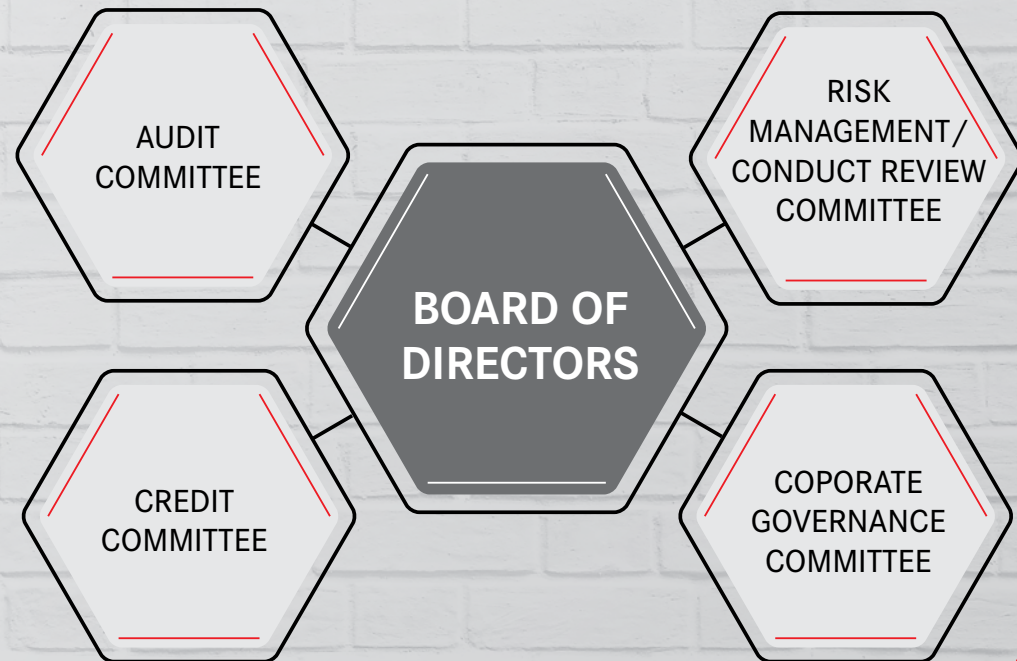 AUDIT
COMMITTEE
RISK
MANAGEMENT/
CONDUCT REVIEW
COMMITTEE
BOARD OF
DIRECTORS
CREDIT
COMMITTEE
COPORATE
GOVERNANCE
COMMITTEE